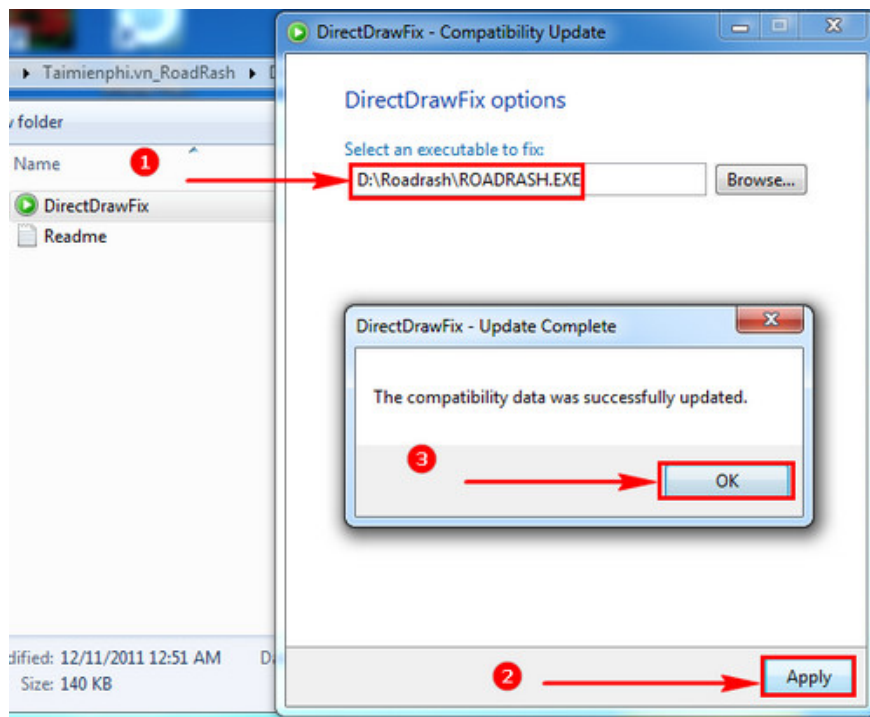 DirectDrawFix - Compatibility Update
Taimienphi.vn_RoadRash
DirectDrawFix options
folder
Select an executable to fix:
Name
1
D:\Roadrash\ROADRASH.EXE
Browse...
DirectDrawFix
Readme
DirectDrawFix - Update Complete
The compatibility data was successfully updated.
3
OK
12/11/2011 12:51 AM
Size: 140 KB
2
Apply